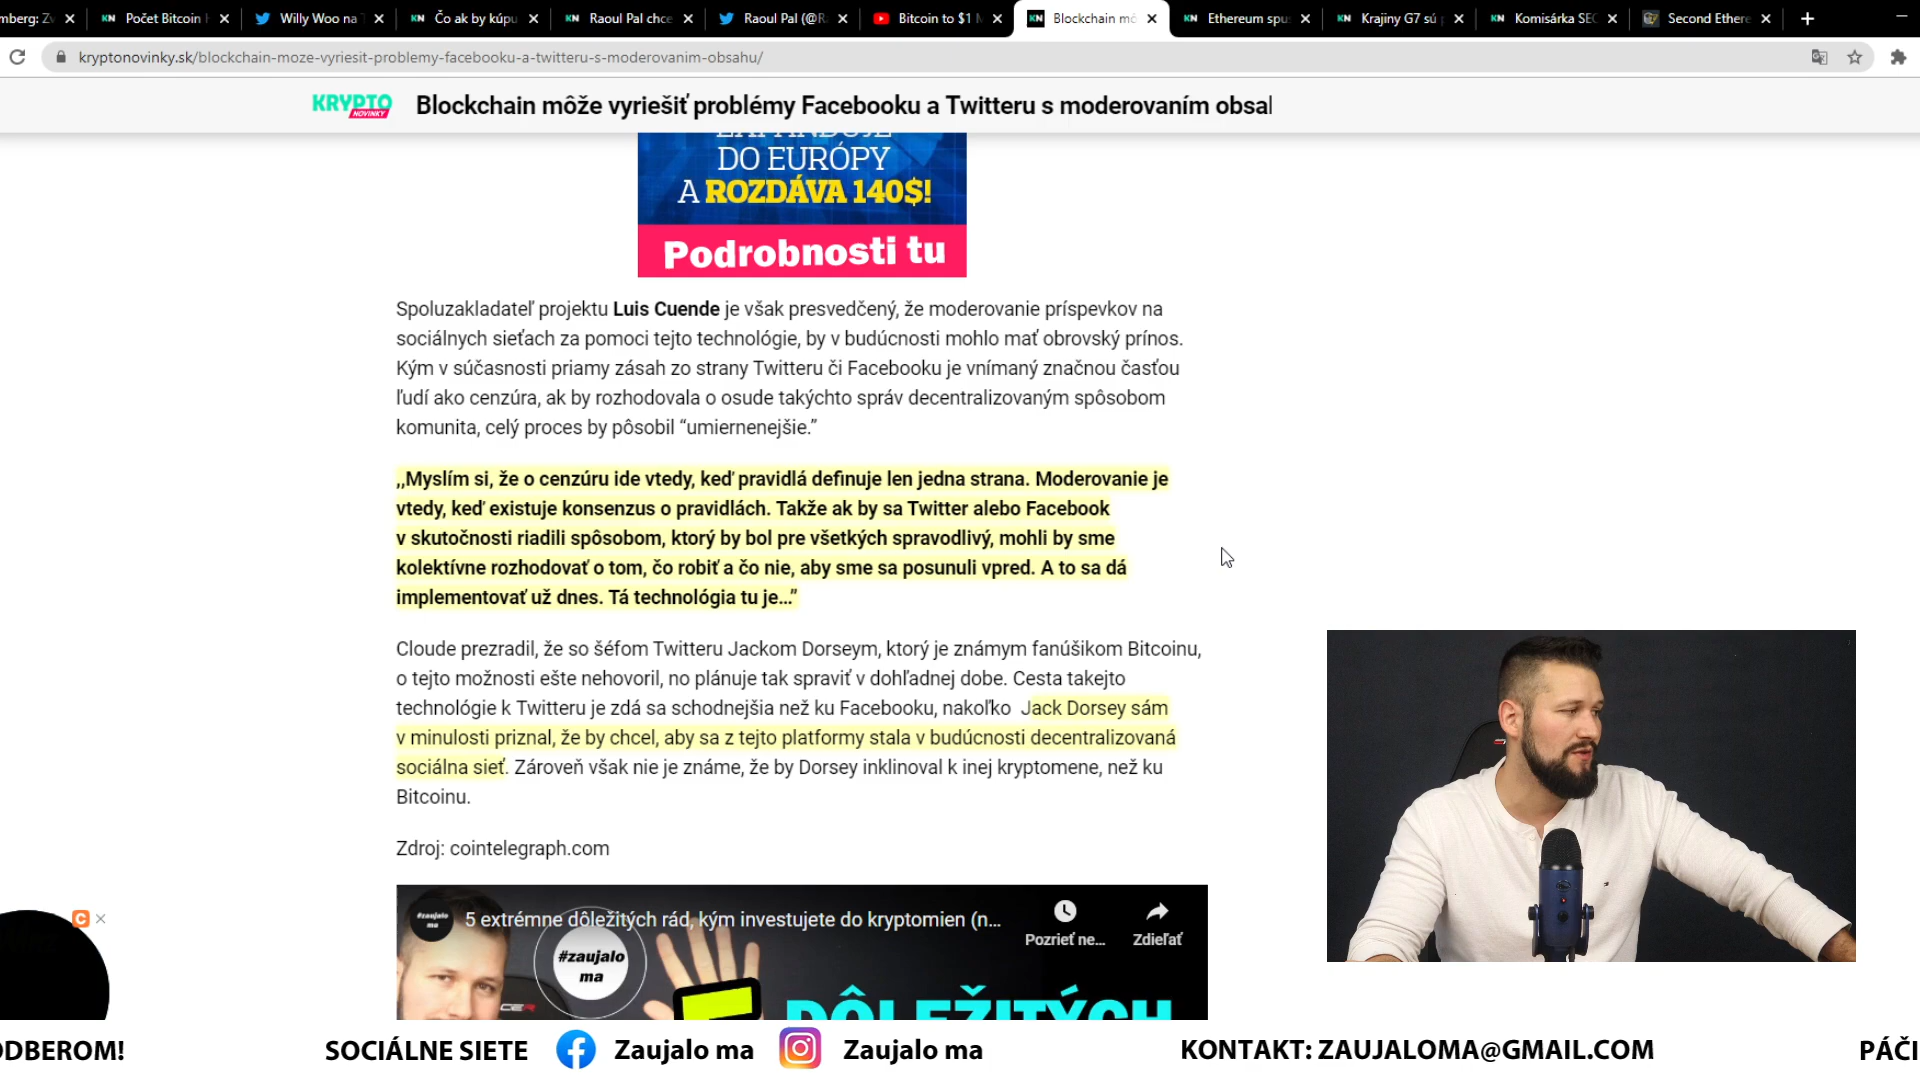 mberg: Zv
Počet Bitcoin
Willy Woo na
Čo ak by kúpu
Raoul Pal chce
Raoul Pal (@Ra
Bitcoin to $1 M
Blockchain mô
Ethereum spus
Krajiny G7 sú
Komisárka SEC
Second Ethere
kryptonovinky.sk/blockchain-moze-vyriesit-problemy-facebooku-a-twitteru-s-moderovanim-obsahu/
KRYPTO
NOVINKY
Blockchain môže vyriešiť problémy Facebooku a Twitteru s moderovaním obsa
DO EURÓPY
A ROZDÁVA 140$!
Podrobnosti tu
Spoluzakladateľ projektu Luis Cuende je však presvedčený, že moderovanie príspevkov na
sociálnych sieťach za pomoci tejto technológie, by v budúcnosti mohlo mať obrovský prínos.
Kým v súčasnosti priamy zásah zo strany Twitteru či Facebooku je vnímaný značnou časťou
ľudí ako cenzúra, ak by rozhodovala o osude takýchto správ decentralizovaným spôsobom
komunita, celý proces by pôsobil “umiernenejšie.”
,,Myslím si, že o cenzúru ide vtedy, keď pravidlá definuje len jedna strana. Moderovanie je
vtedy, keď existuje konsenzus o pravidlách. Takže ak by sa Twitter alebo Facebook
v skutočnosti riadili spôsobom, ktorý by bol pre všetkých spravodlivý, mohli by sme
kolektívne rozhodovať o tom, čo robiť a čo nie, aby sme sa posunuli vpred. A to sa dá
implementovať už dnes. Tá technológia tu je…”
Cloude prezradil, že so šéfom Twitteru Jackom Dorseym, ktorý je známym fanúšikom Bitcoinu,
o tejto možnosti ešte nehovoril, no plánuje tak spraviť v dohľadnej dobe. Cesta takejto
technológie k Twitteru je zdá sa schodnejšia než ku Facebooku, nakoľko Jack Dorsey sám
v minulosti priznal, že by chcel, aby sa z tejto platformy stala v budúcnosti decentralizovaná
sociálna sieť. Zároveň však nie je známe, že by Dorsey inklinoval k inej kryptomene, než ku
Bitcoinu.
Zdroj: cointelegraph.com
#zaujalo
ma
5 extrémne dôležitých rád, kým investujete do kryptomien (n...
Pozrieť ne...
Zdieľať
#zaujalo
ma
DÔLEŽITÝCH
ODBEROM!
SOCIÁLNE SIETE
Zaujalo ma
Zaujalo ma
KONTAKT: ZAUJALOMA@GMAIL.COM
PÁČI